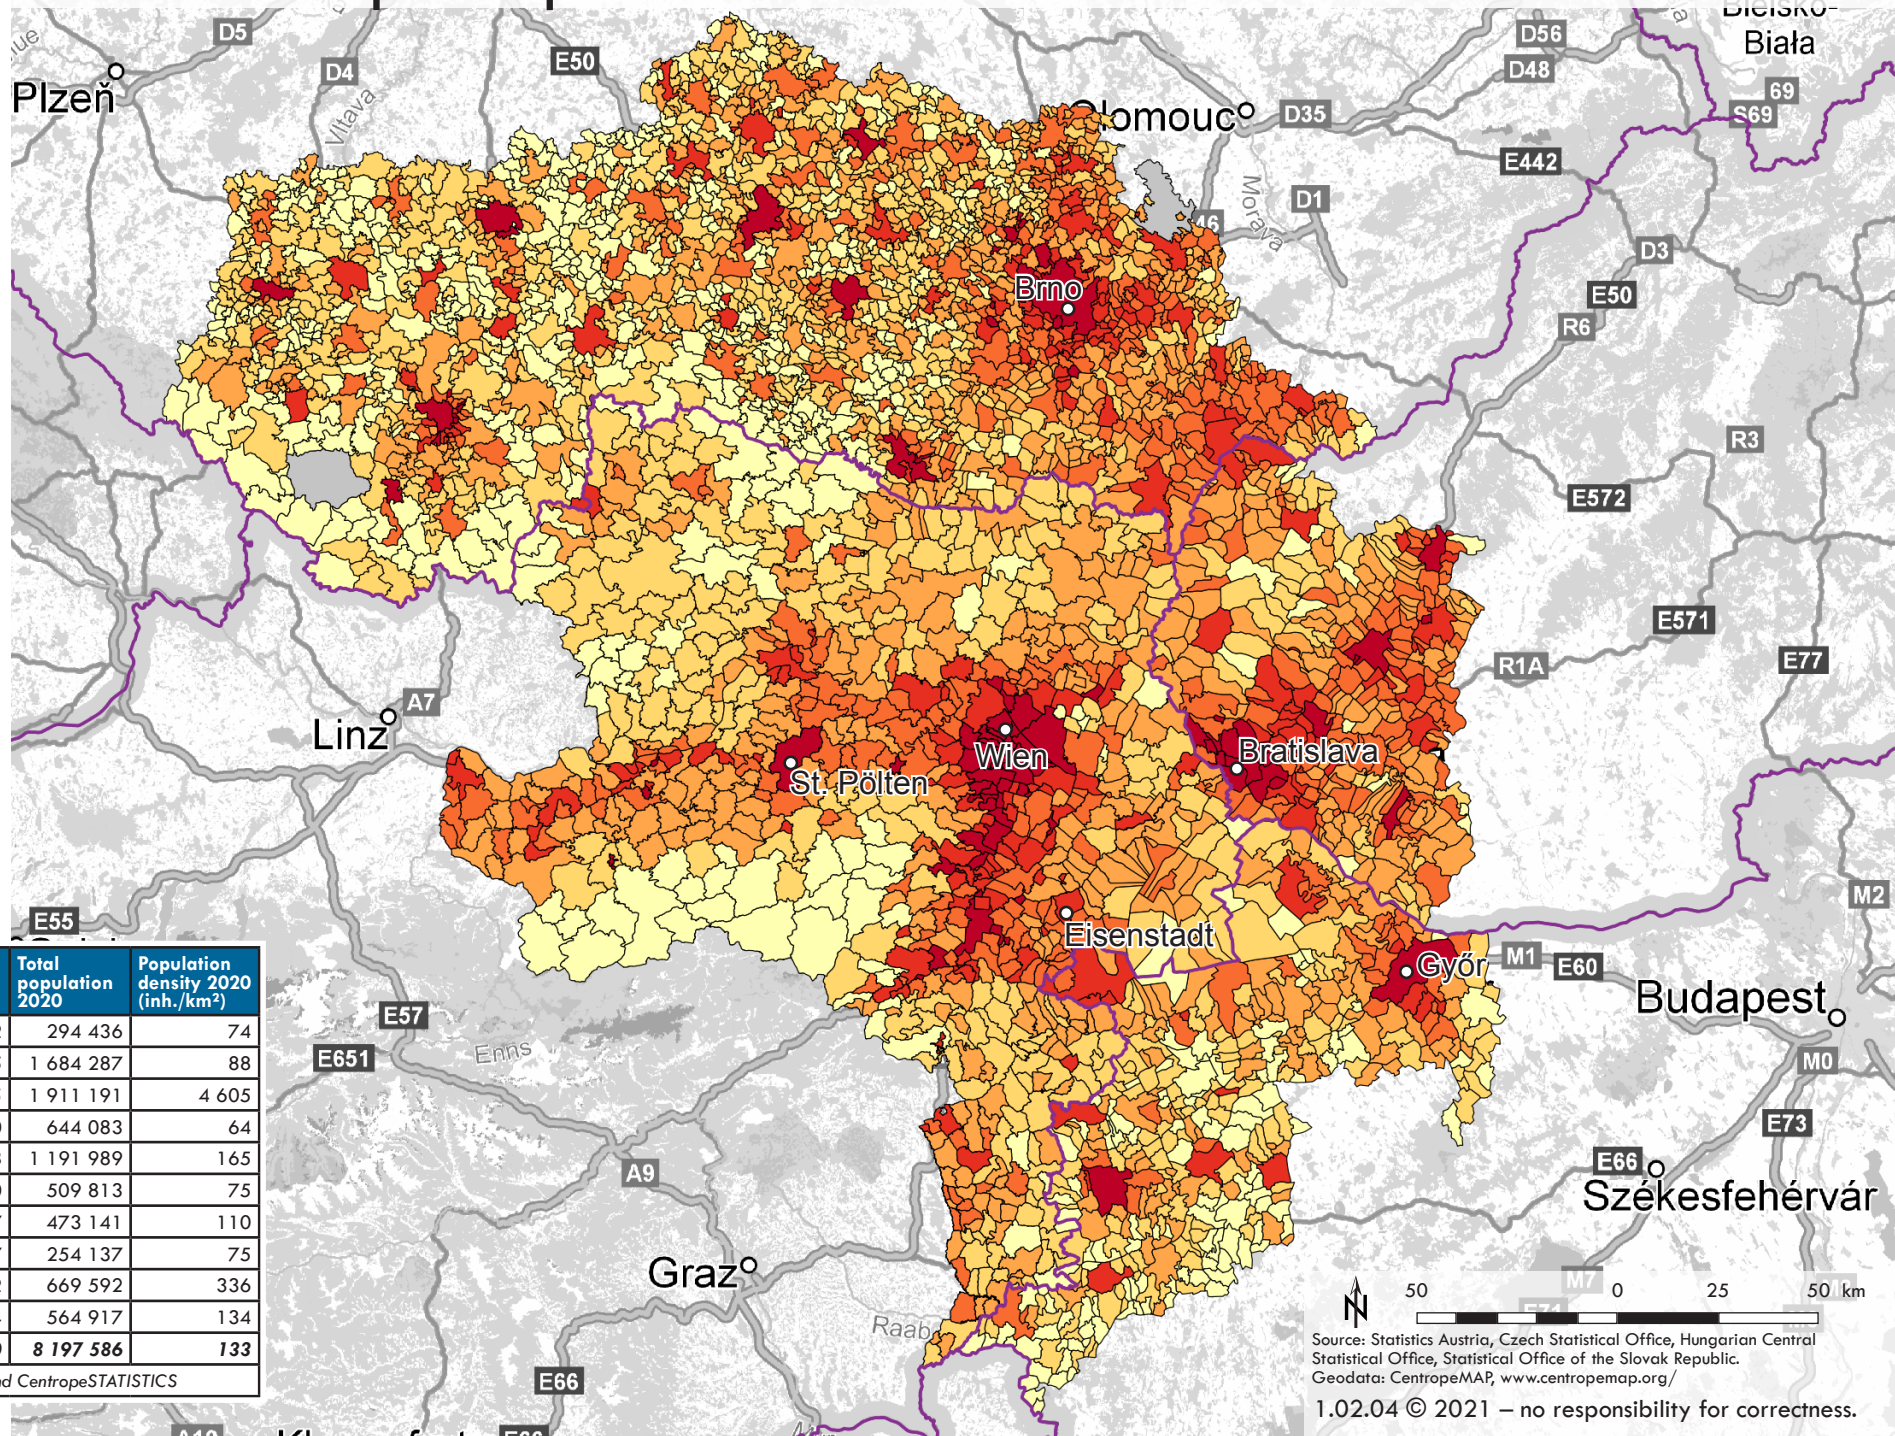 D5
D56
Biała
D4
E50
D48
Plzeň
69
S69
Vltava
Olomouc
D35
E442
Morava
D1
46
D3
Brno
E50
R6
R3
E572
E571
R1A
E77
A7
Linz
Wien
Bratislava
St. Pölten
M2
E55
Eisenstadt
Győr
M1
E60
Budapest
E57
E651
Enns
M0
E73
A9
E66
Székesfehérvár
Graz
M7
Raab
E66
Total population 2020
Population density 2020 (inh./km²)
294 436 74
1 684 287 88
1 911 191 4 605
644 083 64
1 191 989 165
509 813 75
473 141 110
254 137 75
669 592 336
564 917 134
8 197 586 133
CentropeSTATISTICS
50 0 25 50 km
N
Source: Statistics Austria, Czech Statistical Office, Hungarian Central
Statistical Office, Statistical Office of the Slovak Republic.
Geodata: CentropeMAP, www.centropemap.org/
1.02.04 © 2021 – no responsibility for correctness.